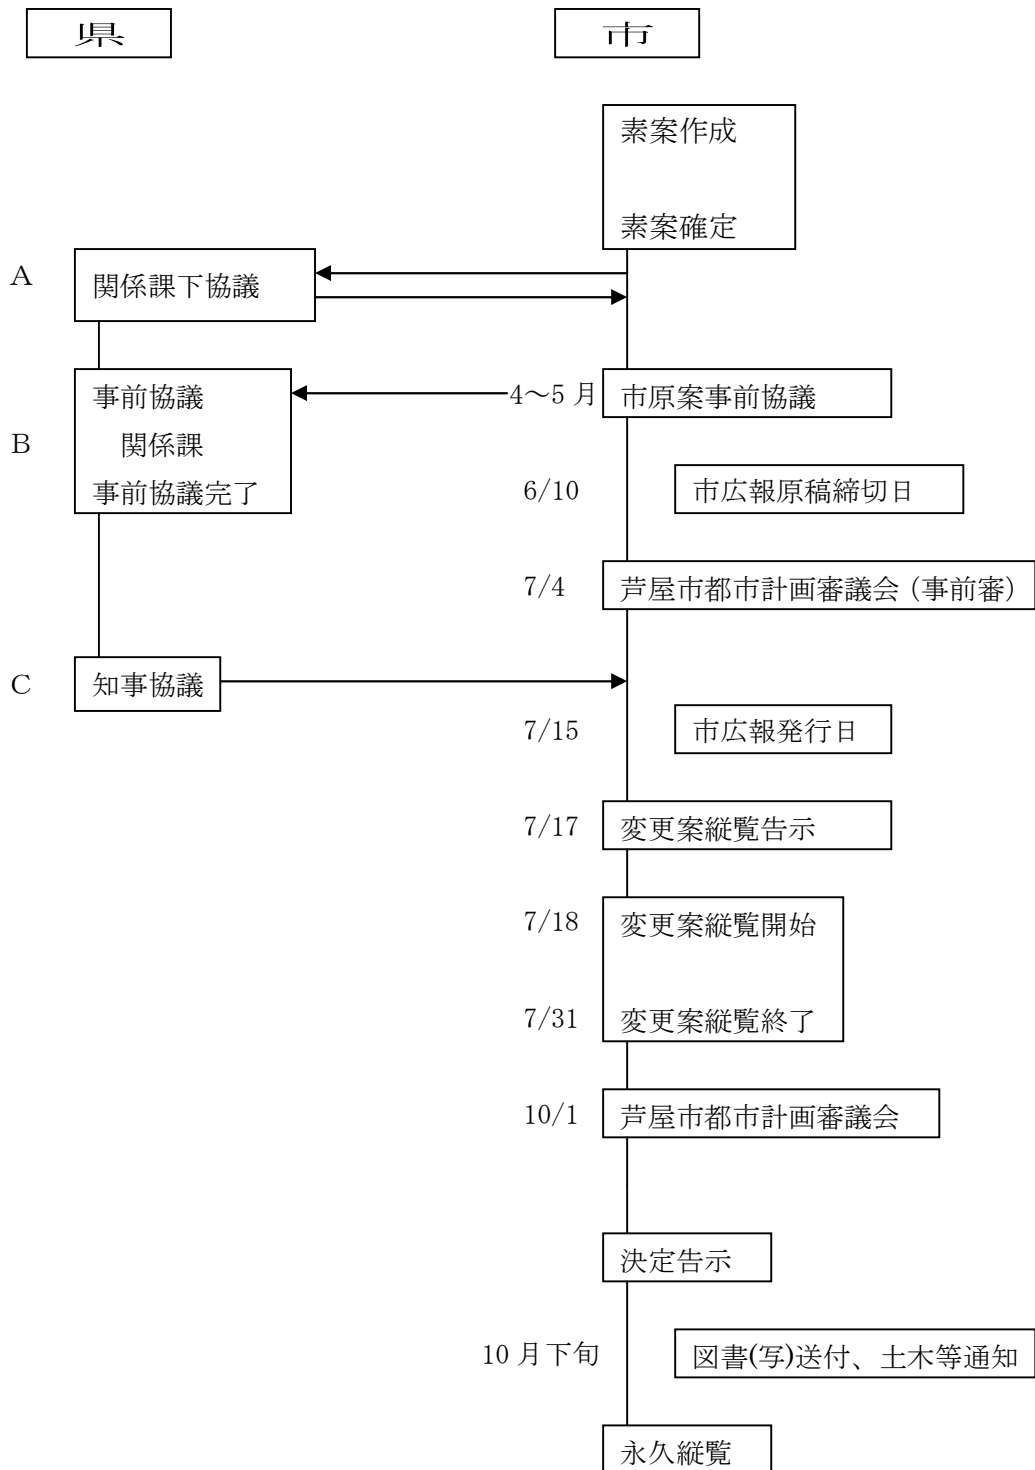 県
市
素案作成
素案確定
A
関係課下協議
事前協議
関係課
事前協議完了
B
4～5 月
市原案事前協議
6/10
市広報原稿締切日
7/4
芦屋市都市計画審議会（事前審）
C
知事協議
7/15
市広報発行日
7/17
変更案縦覧告示
7/18
変更案縦覧開始
7/31
変更案縦覧終了
10/1
芦屋市都市計画審議会
決定告示
10 月下旬
図書(写)送付、土木等通知
永久縦覧